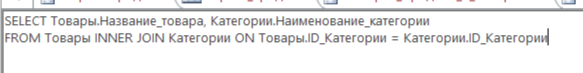 SELECT Товары.Название_товара, Категории.Наименование_категории
FROM Товары INNER JOIN Категории ON Товары.ID_Категории = Категории.ID_Категории